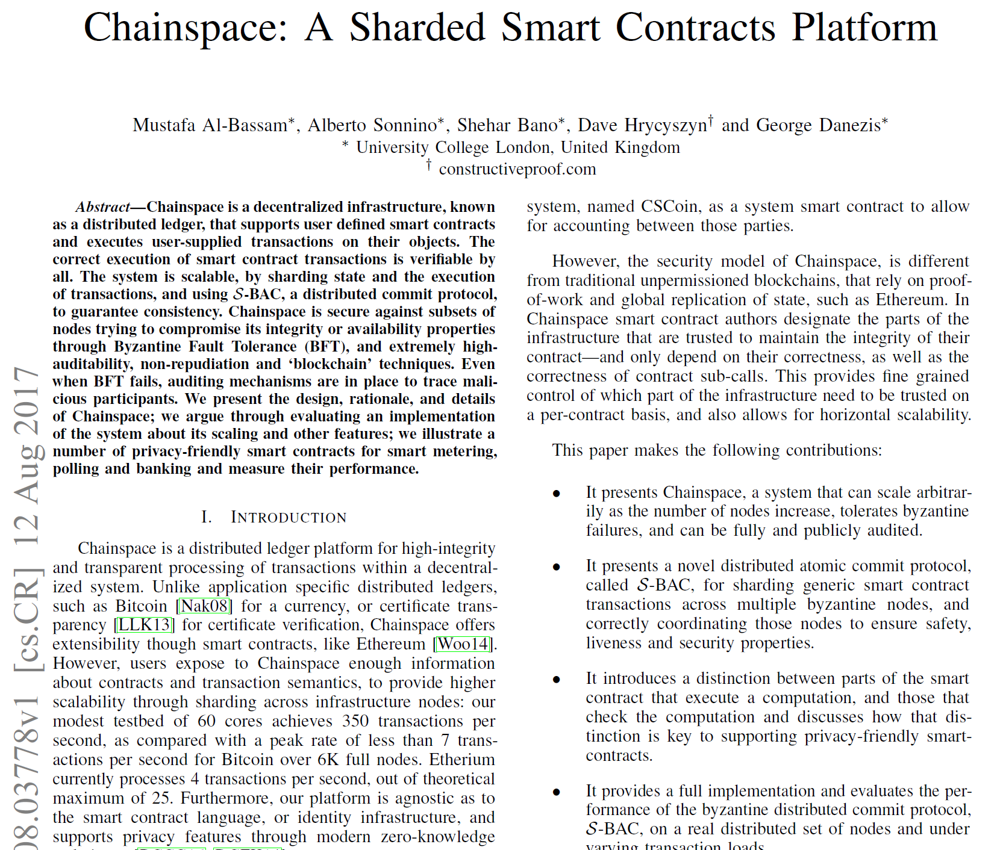 Chainspace: A Sharded Smart Contracts Platform
Mustafa Al-Bassam*, Alberto Sonnino*, Shehar Bano*, Dave Hrycyszyn† and George Danezis*
* University College London, United Kingdom
† constructiveproof.com
Abstract—Chainspace is a decentralized infrastructure, known
as a distributed ledger, that supports user defined smart contracts
and executes user-supplied transactions on their objects. The
correct execution of smart contract transactions is verifiable by
all. The system is scalable, by sharding state and the execution
of transactions, and using S-BAC, a distributed commit protocol,
to guarantee consistency. Chainspace is secure against subsets of
nodes trying to compromise its integrity or availability properties
through Byzantine Fault Tolerance (BFT), and extremely high-
auditability, non-repudiation and ‘blockchain’ techniques. Even
when BFT fails, auditing mechanisms are in place to trace mali-
cious participants. We present the design, rationale, and details
of Chainspace; we argue through evaluating an implementation
of the system about its scaling and other features; we illustrate a
number of privacy-friendly smart contracts for smart metering,
polling and banking and measure their performance.
I. INTRODUCTION
Chainspace is a distributed ledger platform for high-integrity
and transparent processing of transactions within a decentral-
ized system. Unlike application specific distributed ledgers,
such as Bitcoin [Nak08] for a currency, or certificate trans-
parency [LLK13] for certificate verification, Chainspace offers
extensibility though smart contracts, like Ethereum [Woo14].
However, users expose to Chainspace enough information
about contracts and transaction semantics, to provide higher
scalability through sharding across infrastructure nodes: our
modest testbed of 60 cores achieves 350 transactions per
second, as compared with a peak rate of less than 7 trans-
actions per second for Bitcoin over 6K full nodes. Etherium
currently processes 4 transactions per second, out of theoretical
maximum of 25. Furthermore, our platform is agnostic as to
the smart contract language, or identity infrastructure, and
supports privacy features through modern zero-knowledge
system, named CSCoin, as a system smart contract to allow
for accounting between those parties.
However, the security model of Chainspace, is different
from traditional unpermissioned blockchains, that rely on proof-
of-work and global replication of state, such as Ethereum. In
Chainspace smart contract authors designate the parts of the
infrastructure that are trusted to maintain the integrity of their
contract—and only depend on their correctness, as well as the
correctness of contract sub-calls. This provides fine grained
control of which part of the infrastructure need to be trusted on
a per-contract basis, and also allows for horizontal scalability.
This paper makes the following contributions:
• It presents Chainspace, a system that can scale arbitrar-
ily as the number of nodes increase, tolerates byzantine
failures, and can be fully and publicly audited.
• It presents a novel distributed atomic commit protocol,
called S-BAC, for sharding generic smart contract
transactions across multiple byzantine nodes, and
correctly coordinating those nodes to ensure safety,
liveness and security properties.
• It introduces a distinction between parts of the smart
contract that execute a computation, and those that
check the computation and discusses how that dis-
tinction is key to supporting privacy-friendly smart-
contracts.
• It provides a full implementation and evaluates the per-
formance of the byzantine distributed commit protocol,
S-BAC, on a real distributed set of nodes and under
varying transaction loads.
08.03778v1 [cs.CR] 12 Aug 2017